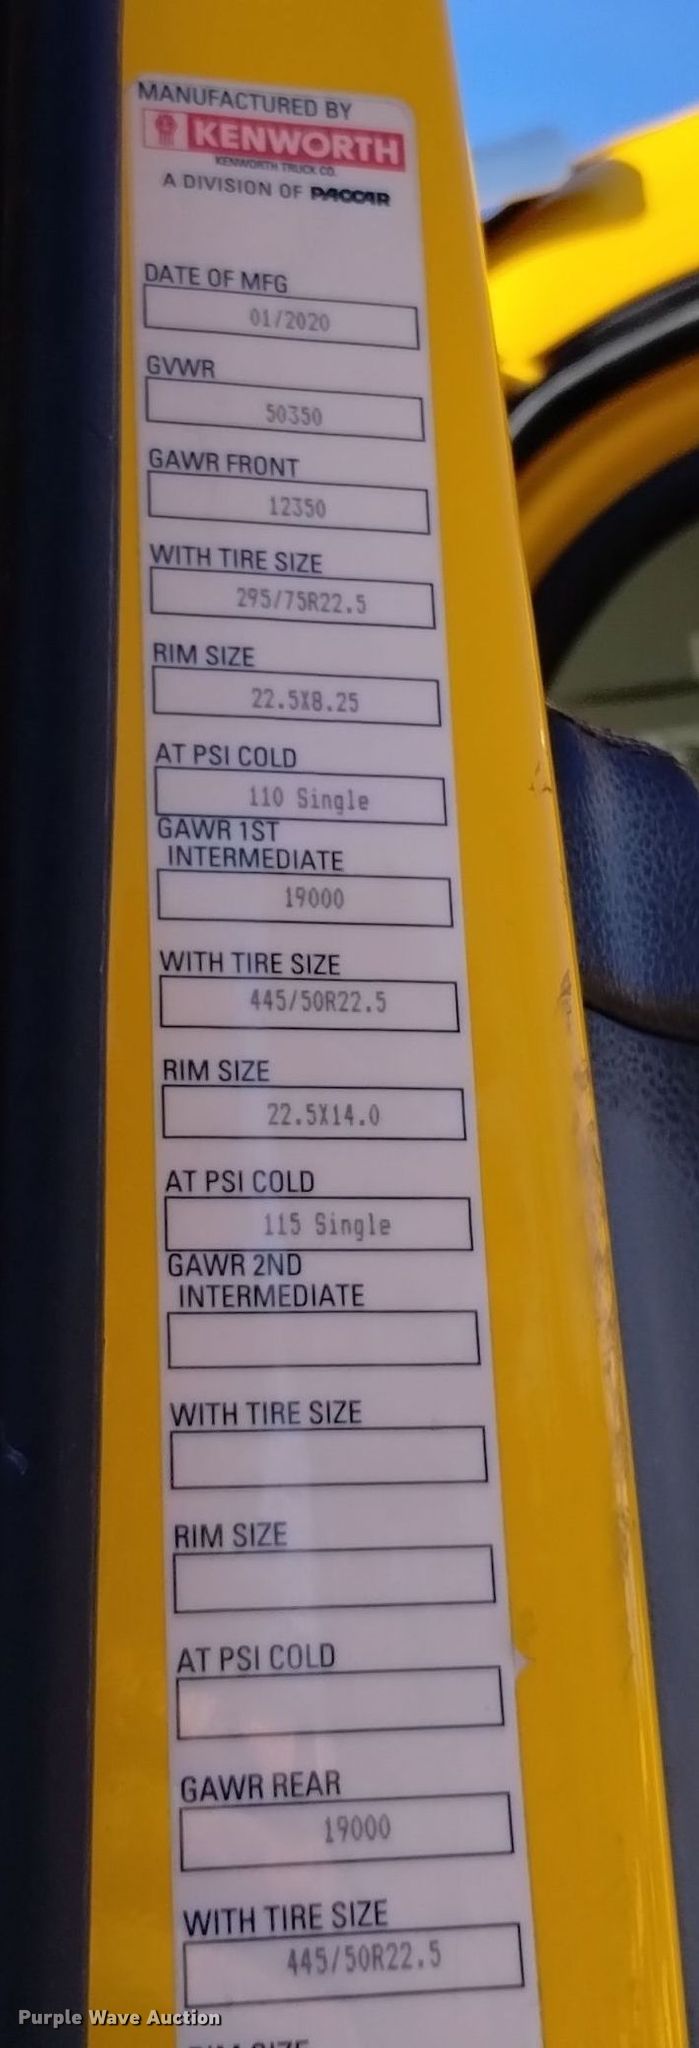 MANUFACTURED BY
KENWORTH
KENWORTH TRUCK CO.
A DIVISION OF PACCAR
DATE OF MFG
01/2020
GVWR
50350
GAWR FRONT
12350
WITH TIRE SIZE
295/75R22.5
RIM SIZE
22.5X8.25
AT PSI COLD
110 Single
GAWR 1ST
INTERMEDIATE
19000
WITH TIRE SIZE
445/50R22.5
RIM SIZE
22.5X14.0
AT PSI COLD
115 Single
GAWR 2ND
INTERMEDIATE
WITH TIRE SIZE
RIM SIZE
AT PSI COLD
GAWR REAR
19000
WITH TIRE SIZE
445/50R22.5
RIM SIZE
Purple Wave Auction